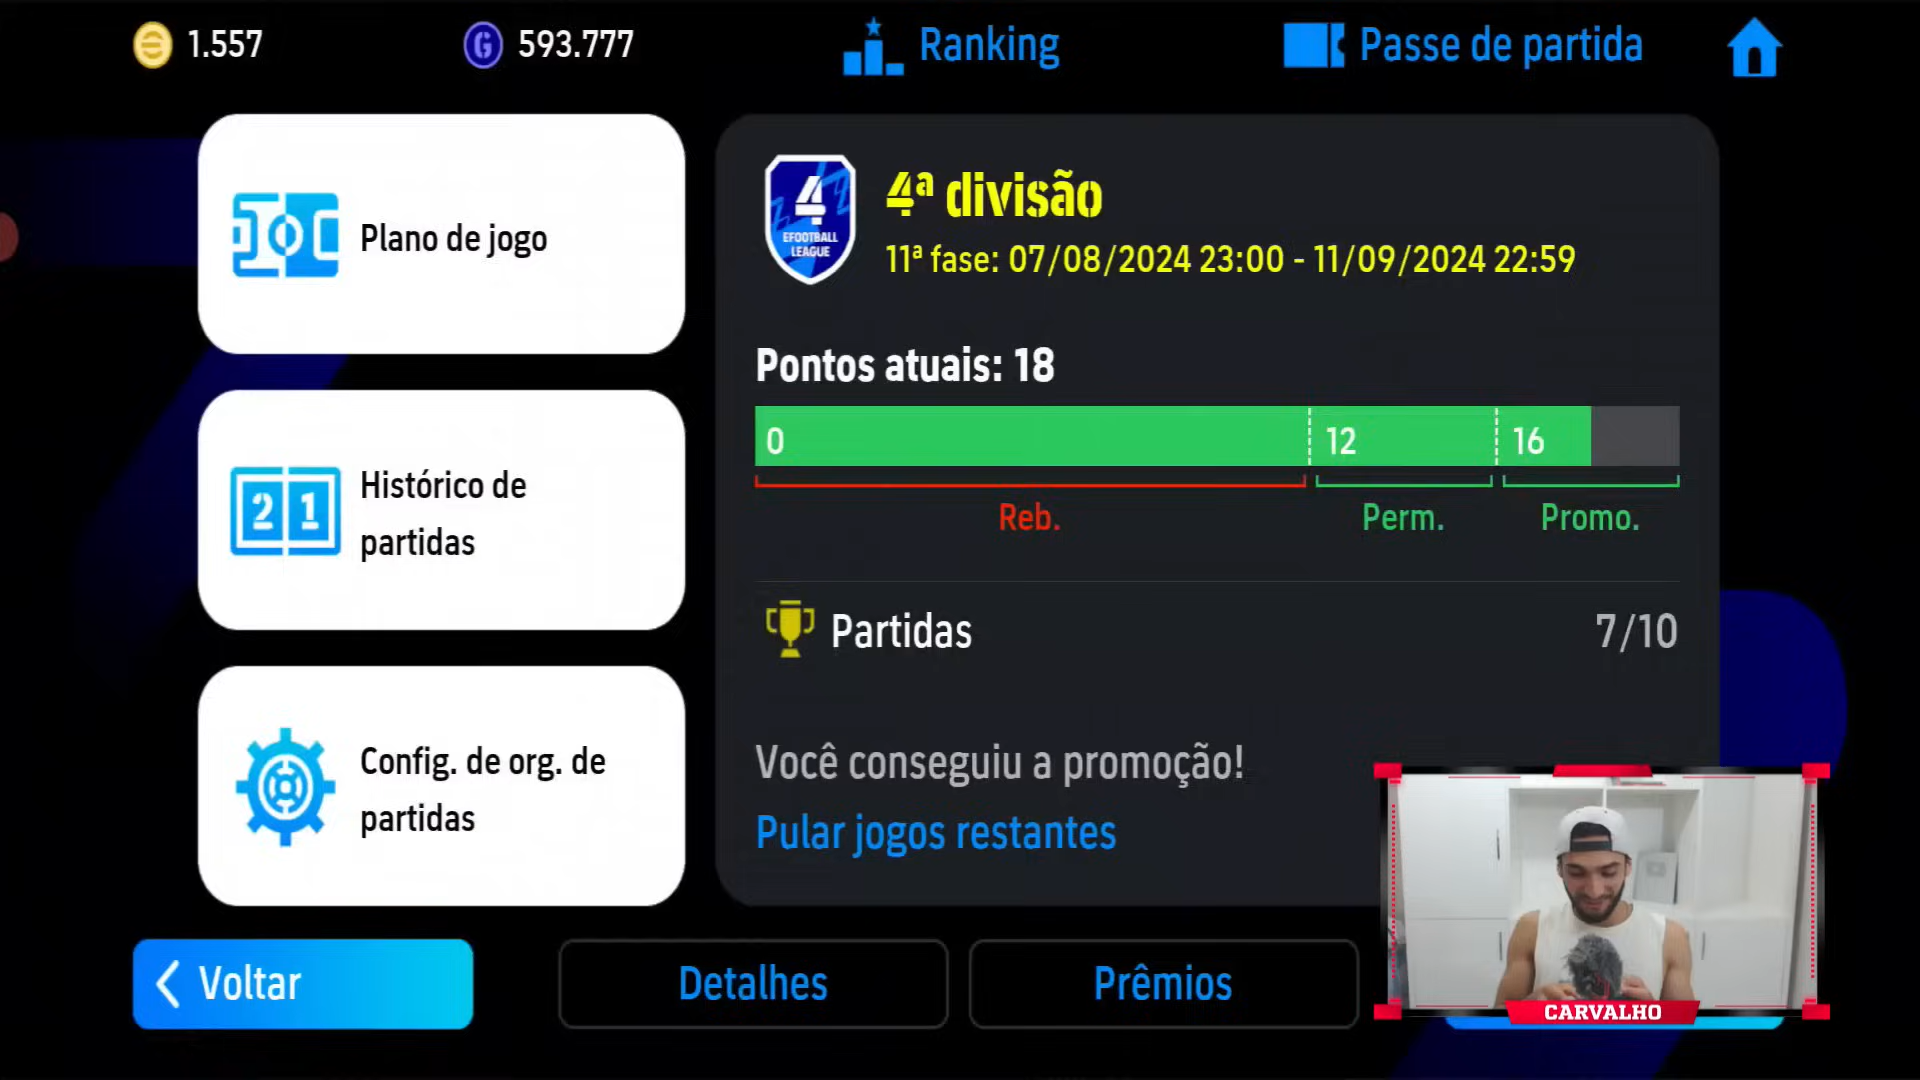 1.557
593.777
Ranking
Passe de partida
Plano de jogo
Histórico de
partidas
Config. de org. de
partidas
4
EFOOTBALL
LEAGUE
4ª divisão
11ª fase: 07/08/2024 23:00 - 11/09/2024 22:59
Pontos atuais: 18
0
12
16
Reb.
Perm.
Promo.
Partidas
7/10
Você conseguiu a promoção!
Pular jogos restantes
Voltar
Detalhes
Prêmios
CARVALHO
2 1